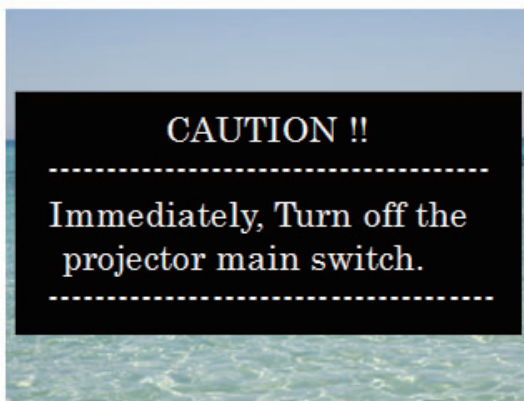 CAUTION !!
Immediately, Turn off the
projector main switch.